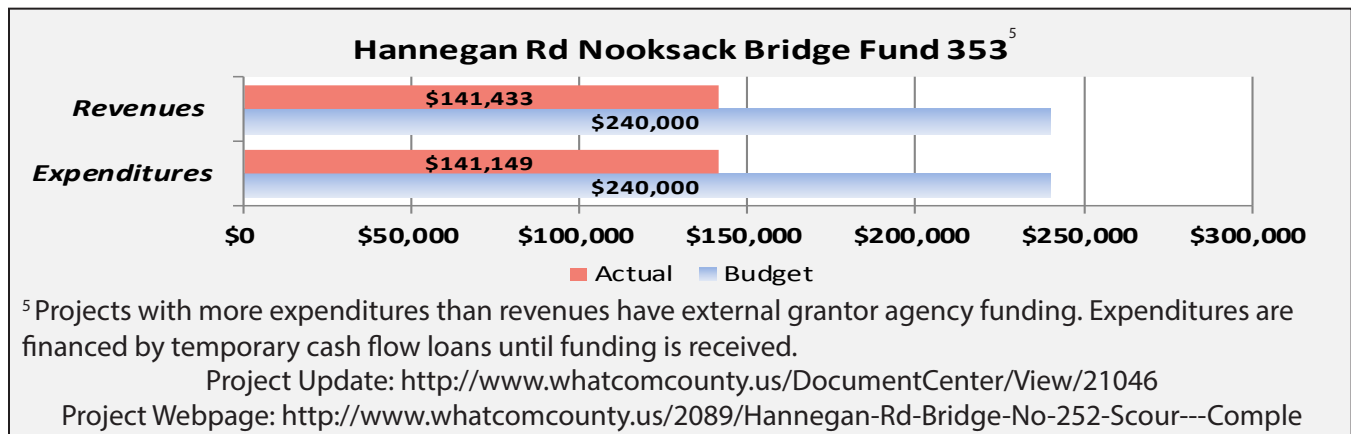 Hannegan Rd Nooksack Bridge Fund 353⁵
Revenues
$141,433
$240,000
Expenditures
$141,149
$240,000
$0 $50,000 $100,000 $150,000 $200,000 $250,000 $300,000
Actual Budget
⁵ Projects with more expenditures than revenues have external grantor agency funding. Expenditures are
financed by temporary cash flow loans until funding is received.
Project Update: http://www.whatcomcounty.us/DocumentCenter/View/21046
Project Webpage: http://www.whatcomcounty.us/2089/Hannegan-Rd-Bridge-No-252-Scour---Comple